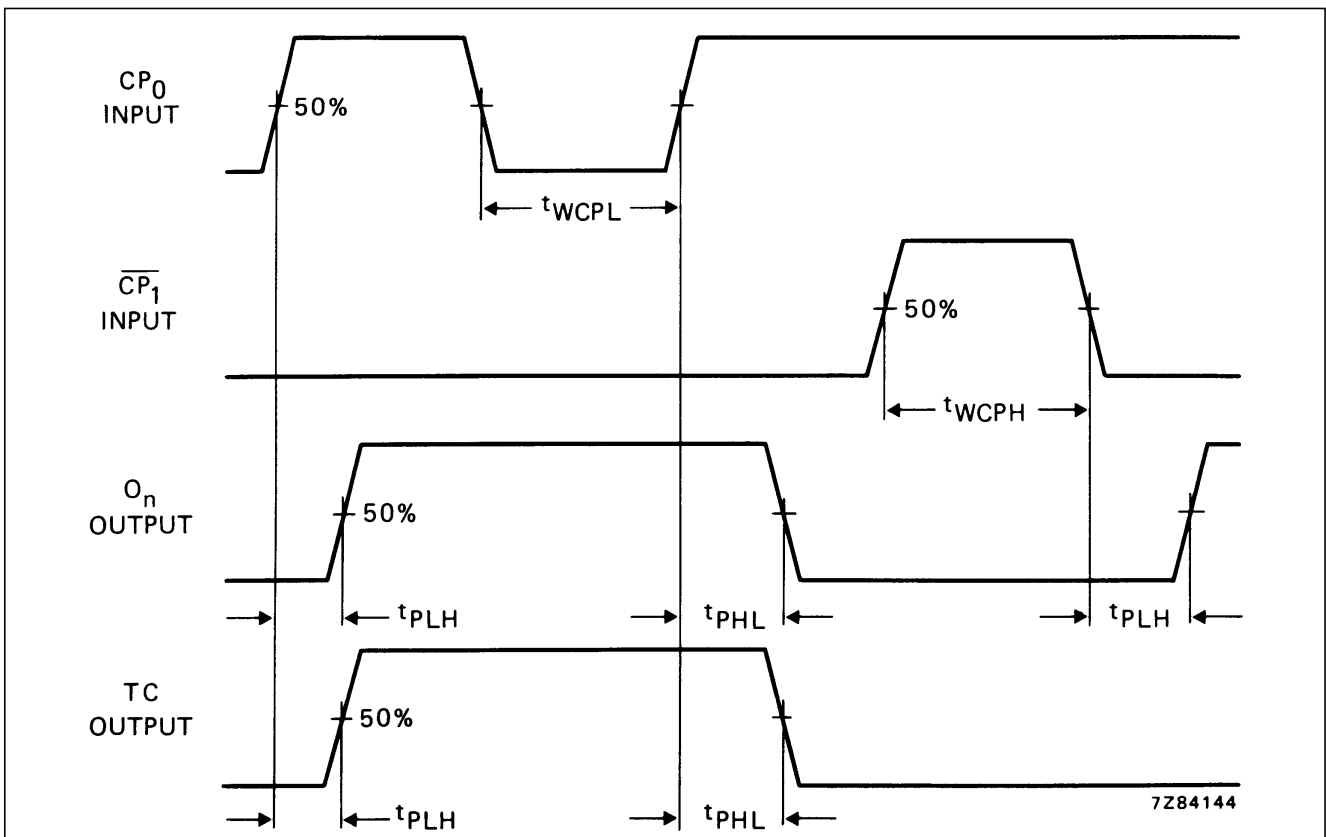 CP0
INPUT
50%
tWCPL
CP1
INPUT
50%
tWCPH
On
OUTPUT
50%
tPLH
tPHL
tPLH
TC
OUTPUT
50%
7Z84144
tPLH
tPHL